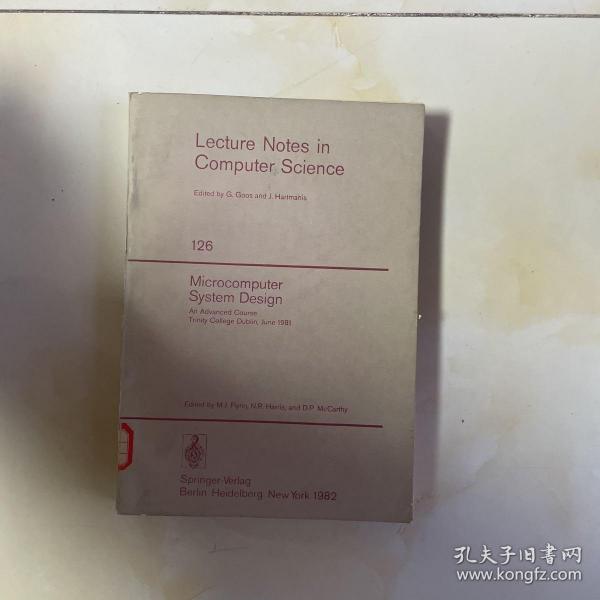 Lecture Notes in
Computer Science
Edited by G. Goos and J. Hartmanis
126
Microcomputer
System Design
An Advanced Course
Trinity College Dublin, June 1981
Edited by M.J. Flynn, N.R. Harris, and D.P. McCarthy
Springer-Verlag
Berlin Heidelberg New York 1982
孔夫子旧书网
www.kongfz.com